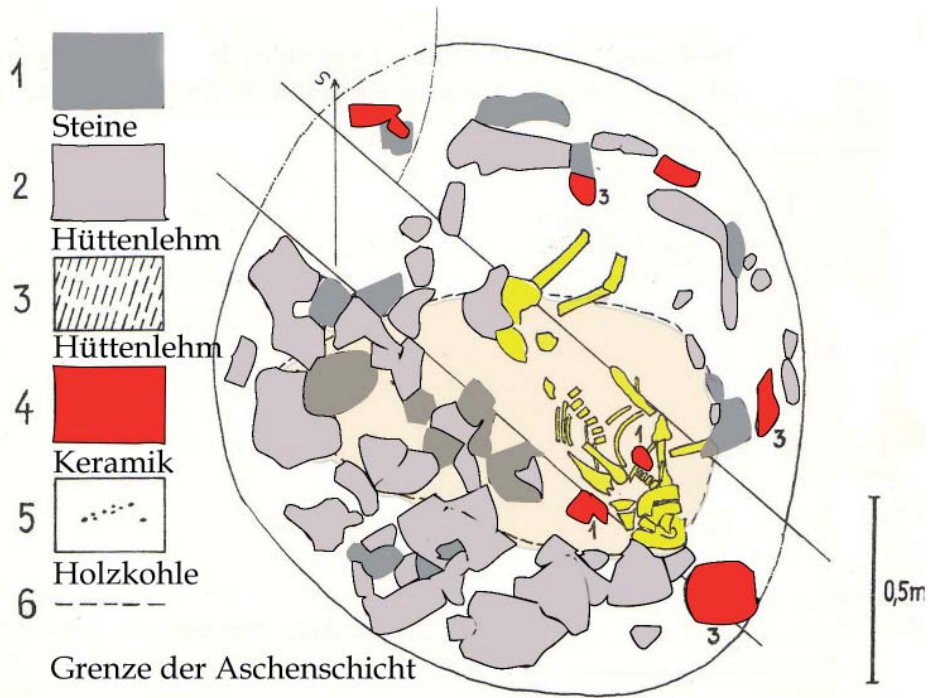 1
Steine
2
Hüttenlehm
3
Hüttenlehm
4
Keramik
5
Holzkohle
6
Grenze der Aschenschicht
S
3
3
1
1
3
0,5m